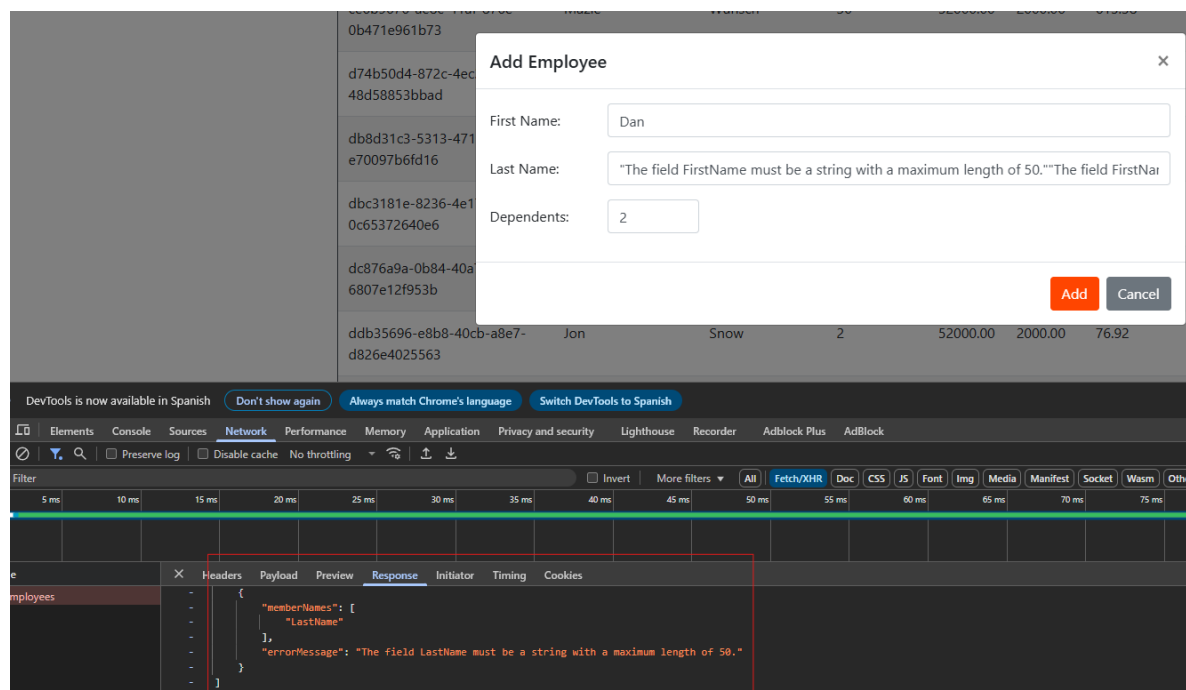 0b471e961b73
Add Employee ×
d74b50d4-872c-4ec
48d58853bbad
First Name: Dan
db8d31c3-5313-471
e70097b6fd16
Last Name: "The field FirstName must be a string with a maximum length of 50.""The field FirstNar
dbc3181e-8236-4e1
0c65372640e6
Dependents: 2
dc876a9a-0b84-40a
6807e12f953b
Add Cancel
ddb35696-e8b8-40cb-a8e7- Jon Snow 2 52000.00 2000.00 76.92
d826e4025563
DevTools is now available in Spanish Don't show again Always match Chrome's language Switch DevTools to Spanish
Elements Console Sources Network Performance Memory Application Privacy and security Lighthouse Recorder Adblock Plus AdBlock
Preserve log Disable cache No throttling
Filter Invert More filters All Fetch/XHR Doc CSS JS Font Img Media Manifest Socket Wasm Oth
5 ms 10 ms 15 ms 20 ms 25 ms 30 ms 35 ms 40 ms 45 ms 50 ms 55 ms 60 ms 65 ms 70 ms 75 ms
e × Headers Payload Preview Response Initiator Timing Cookies
mployees - {
- "memberNames": [
- "LastName"
- ],
- "errorMessage": "The field LastName must be a string with a maximum length of 50."
- }
- ]